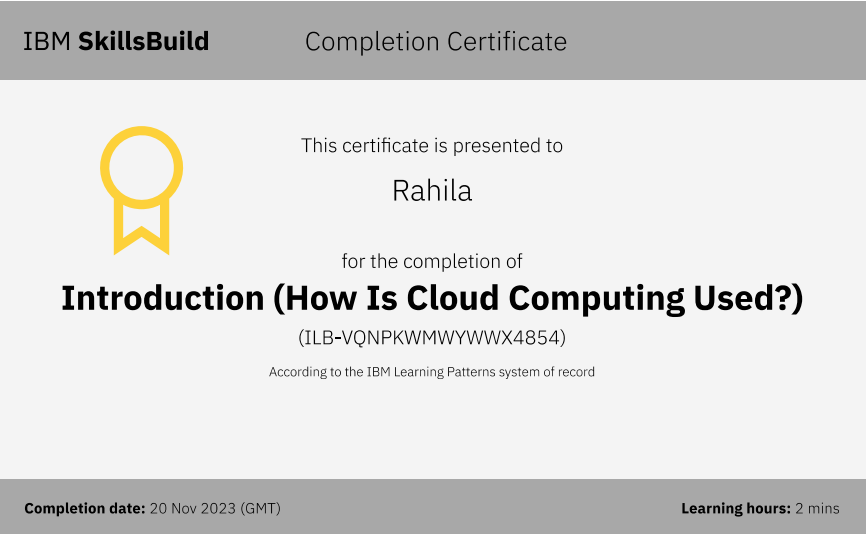 IBM SkillsBuild
Completion Certificate
This certificate is presented to
Rahila
for the completion of
Introduction (How Is Cloud Computing Used?)
(ILB-VQNPKWMWYWWX4854)
According to the IBM Learning Patterns system of record
Completion date: 20 Nov 2023 (GMT)
Learning hours: 2 mins